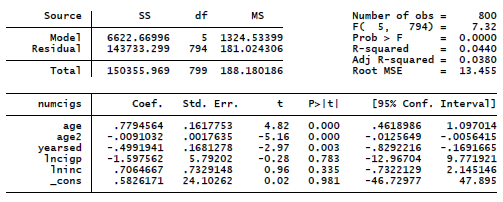 Source | SS df MS Number of obs = 800
F( 5, 794) = 7.32
Model | 6622.66996 5 1324.53399 Prob > F = 0.0000
Residual | 143733.299 794 181.024306 R-squared = 0.0440
Adj R-squared = 0.0380
Total | 150355.969 799 188.180186 Root MSE = 13.455
numcigs | Coef. Std. Err. t P>|t| [95% Conf. Interval]
age | .7794564 .1617753 4.82 0.000 .4618986 1.097014
age2 | -.0091032 .0017635 -5.16 0.000 -.0125649 -.0056415
yearsed | -.4991941 .1681278 -2.97 0.003 -.8292216 -.1691665
lncigp | -1.597562 5.79202 -0.28 0.783 -12.96704 9.771921
lninc | .7064667 .7329148 0.96 0.335 -.7322129 2.145146
_cons | .5826171 24.10262 0.02 0.981 -46.72977 47.895